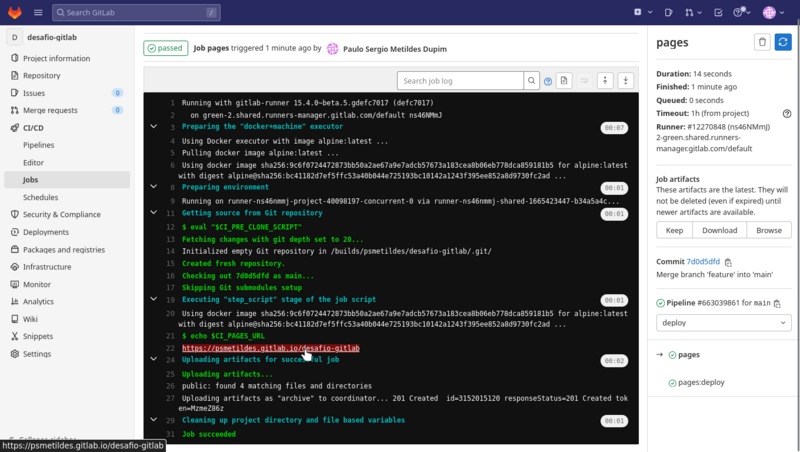 Search GitLab
/
D desafio-gitlab
Project information
Repository
Issues 0
Merge requests 0
CI/CD
Pipelines
Editor
Jobs
Schedules
Security & Compliance
Deployments
Packages and registries
Infrastructure
Monitor
Analytics
Wiki
Snippets
Settings
https://psmetildes.gitlab.io/desafio-gitlab
passed Job pages triggered 1 minute ago by Paulo Sergio Metildes Dupim
Search job log
1 Running with gitlab-runner 15.4.0~beta.5.gdefc7017 (defc7017)
2 on green-2.shared.runners-manager.gitlab.com/default ns46NMmJ
3 Preparing the "docker+machine" executor 00:07
4 Using Docker executor with image alpine:latest ...
5 Pulling docker image alpine:latest ...
6 Using docker image sha256:9c6f0724472873bb50a2ae67a9e7adcb57673a183cea8b06eb778dca859181b5 for alpine:latest
with digest alpine@sha256:bc41182d7ef5ffc53a40b044e725193bc10142a1243f395ee852a8d9730fc2ad ...
8 Preparing environment 00:01
9 Running on runner-ns46nmmj-project-40098197-concurrent-0 via runner-ns46nmmj-shared-1665423447-b34a5a4c...
11 Getting source from Git repository 00:01
12 $ eval "$CI_PRE_CLONE_SCRIPT"
13 Fetching changes with git depth set to 20...
14 Initialized empty Git repository in /builds/psmetildes/desafio-gitlab/.git/
15 Created fresh repository.
16 Checking out 7d0d5dfd as main...
17 Skipping Git submodules setup
19 Executing "step_script" stage of the job script 00:01
20 Using docker image sha256:9c6f0724472873bb50a2ae67a9e7adcb57673a183cea8b06eb778dca859181b5 for alpine:latest
with digest alpine@sha256:bc41182d7ef5ffc53a40b044e725193bc10142a1243f395ee852a8d9730fc2ad ...
21 $ echo $CI_PAGES_URL
22 https://psmetildes.gitlab.io/desafio-gitlab
24 Uploading artifacts for successful job 00:02
25 Uploading artifacts...
26 public: found 4 matching files and directories
27 Uploading artifacts as "archive" to coordinator... 201 Created id=3152015120 responseStatus=201 Created tok
en=MzmeZ86z
29 Cleaning up project directory and file based variables 00:01
31 Job succeeded
pages
Duration: 14 seconds
Finished: 1 minute ago
Queued: 0 seconds
Timeout: 1h (from project)
Runner: #12270848 (ns46NMmJ)
2-green.shared.runners-
manager.gitlab.com/default
Job artifacts
These artifacts are the latest. They will
not be deleted (even if expired) until
newer artifacts are available.
Keep Download Browse
Commit 7d0d5dfd
Merge branch 'feature' into 'main'
Pipeline #663039861 for main
deploy
→ pages
pages:deploy